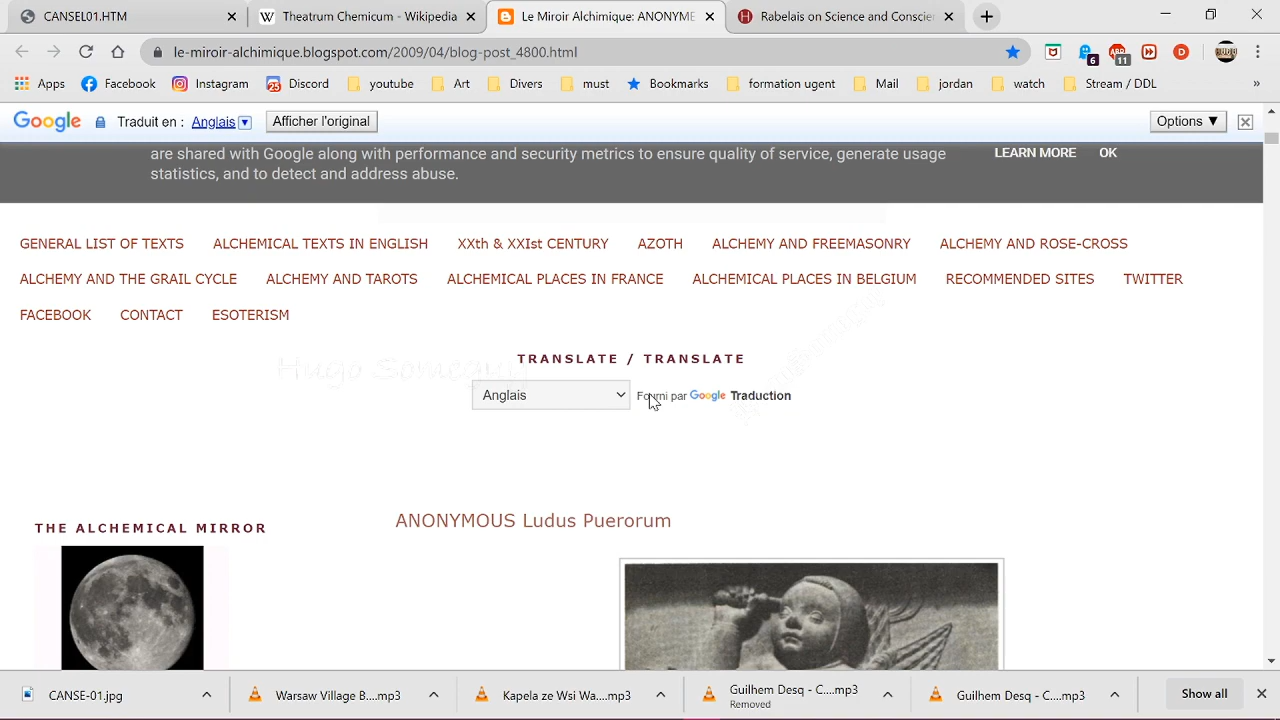 CANSEL01.HTM
Theatrum Chemicum - Wikipedia
Le Miroir Alchimique: ANONYME
Rabelais on Science and Conscie
le-miroir-alchimique.blogspot.com/2009/04/blog-post_4800.html
6
ABP 11
D
Apps Facebook Instagram 25 Discord youtube Art Divers must Bookmarks formation ugent Mail jordan watch Stream / DDL »
Google Traduit en : Anglais Afficher l'original Options ▼
are shared with Google along with performance and security metrics to ensure quality of service, generate usage
statistics, and to detect and address abuse.
LEARN MORE OK
GENERAL LIST OF TEXTS ALCHEMICAL TEXTS IN ENGLISH XXth & XXIst CENTURY AZOTH ALCHEMY AND FREEMASONRY ALCHEMY AND ROSE-CROSS
ALCHEMY AND THE GRAIL CYCLE ALCHEMY AND TAROTS ALCHEMICAL PLACES IN FRANCE ALCHEMICAL PLACES IN BELGIUM RECOMMENDED SITES TWITTER
FACEBOOK CONTACT ESOTERISM
TRANSLATE / TRANSLATE
Hugo Someguy
Anglais Fourni par Google Traduction
THE ALCHEMICAL MIRROR
ANONYMOUS Ludus Puerorum
CANSE-01.jpg
Warsaw Village B....mp3
Kapela ze Wsi Wa....mp3
Guilhem Desq - C....mp3
Removed
Guilhem Desq - C....mp3
Show all